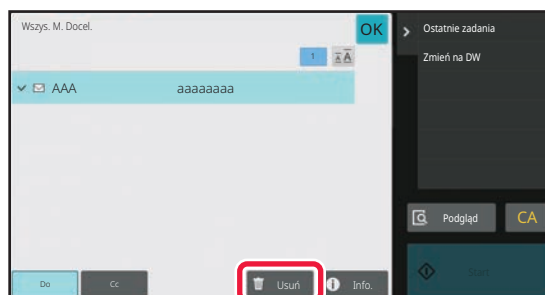 Wszys. M. Docel.
OK
1
AAA aaaaaaaa
Do
Cc
Usuń
Info.
Ostatnie zadania
Zmień na DW
Podgląd
CA
Start